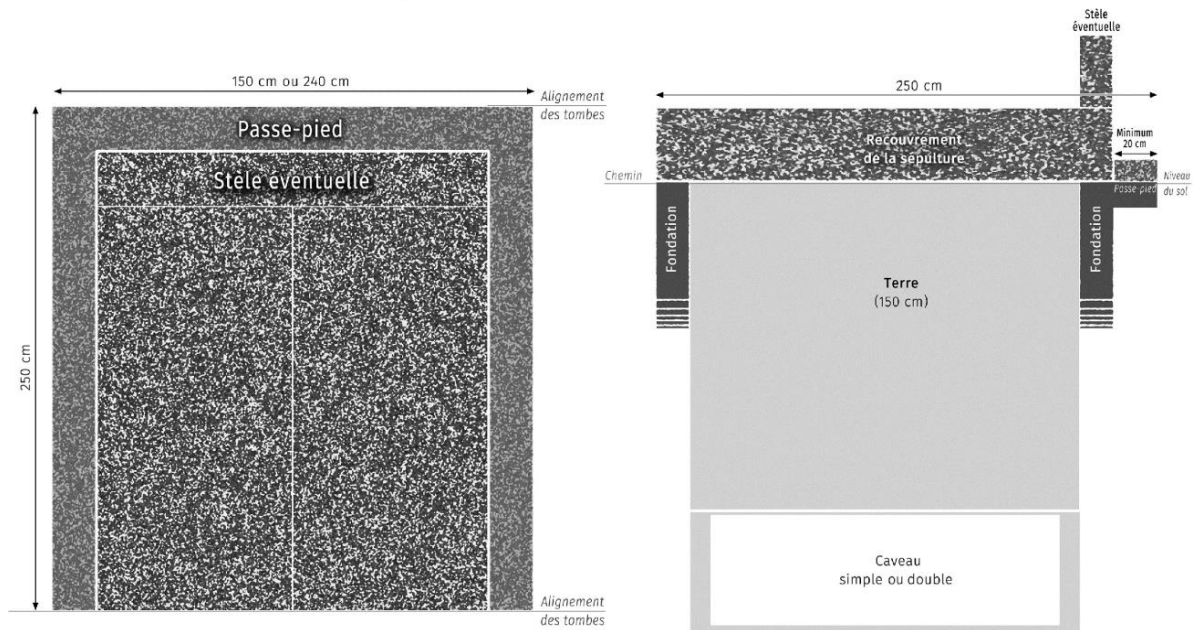 150 cm ou 240 cm
Alignement
des tombes
Passe-pied
Stèle éventuelle
250 cm
Alignement
des tombes
Stèle
éventuelle
250 cm
Recouvrement
de la sépulture
Minimum
20 cm
Chemin
Passe-pied
Niveau
du sol
Fondation
Fondation
Terre
(150 cm)
Caveau
simple ou double